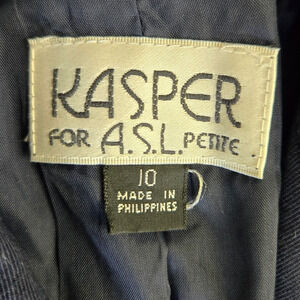 KASPER
FOR A.S.L. PETITE
10
MADE IN
PHILIPPINES